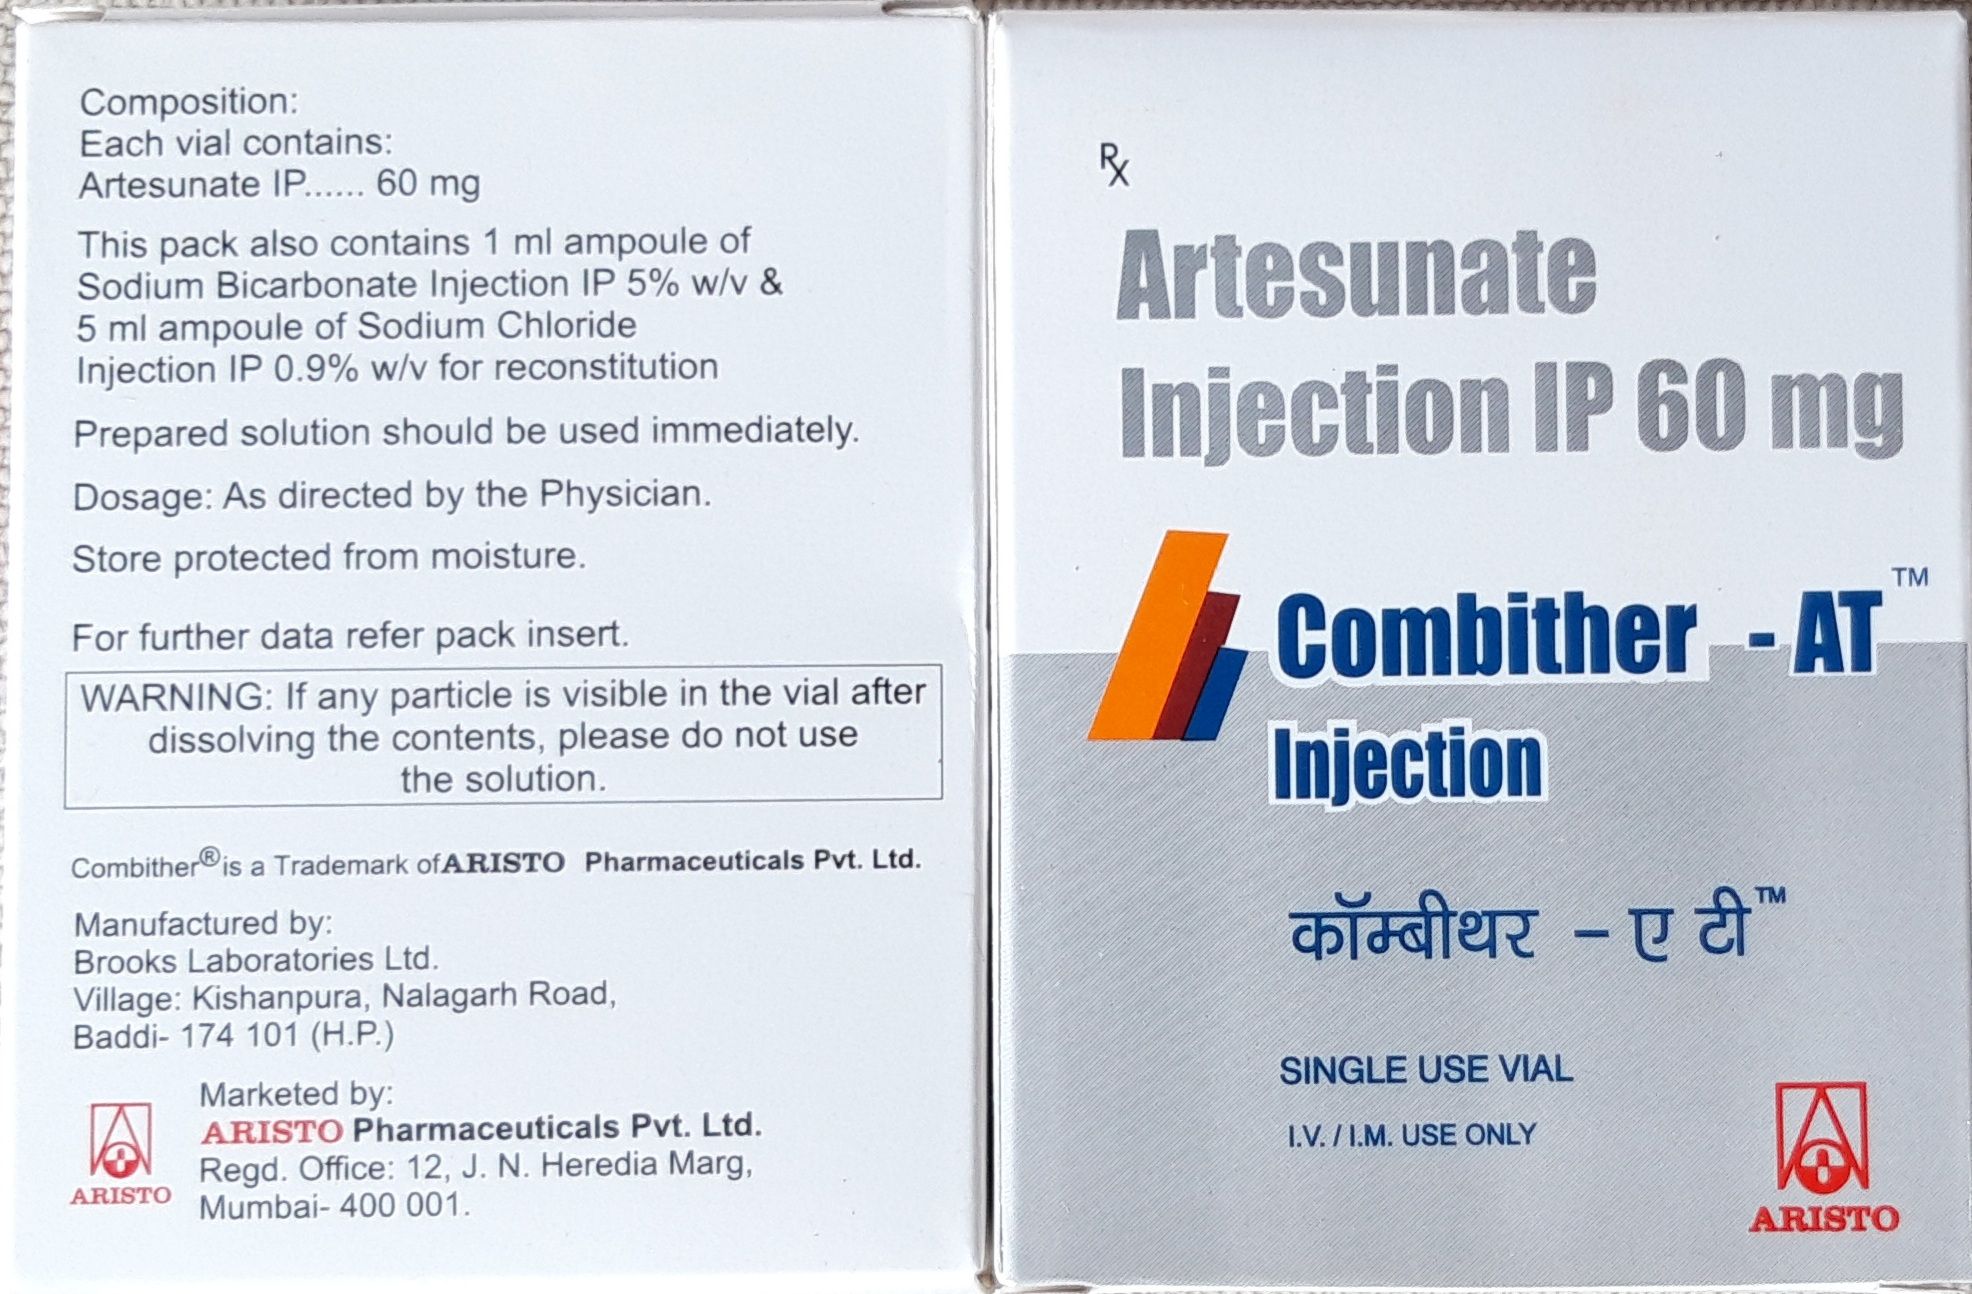 Composition:
Each vial contains:
Artesunate IP...... 60 mg
This pack also contains 1 ml ampoule of
Sodium Bicarbonate Injection IP 5% w/v &
5 ml ampoule of Sodium Chloride
Injection IP 0.9% w/v for reconstitution
Prepared solution should be used immediately.
Dosage: As directed by the Physician.
Store protected from moisture.
For further data refer pack insert.
WARNING: If any particle is visible in the vial after
dissolving the contents, please do not use
the solution.
Combither® is a Trademark of ARISTO Pharmaceuticals Pvt. Ltd.
Manufactured by:
Brooks Laboratories Ltd.
Village: Kishanpura, Nalagarh Road,
Baddi- 174 101 (H.P.)
Marketed by:
ARISTO Pharmaceuticals Pvt. Ltd.
Regd. Office: 12, J. N. Heredia Marg,
Mumbai- 400 001.
ARISTO
Rx
Artesunate
Injection IP 60 mg
Combither - AT™
Injection
कॉम्बीथर – ए टी™
SINGLE USE VIAL
I.V. / I.M. USE ONLY
ARISTO